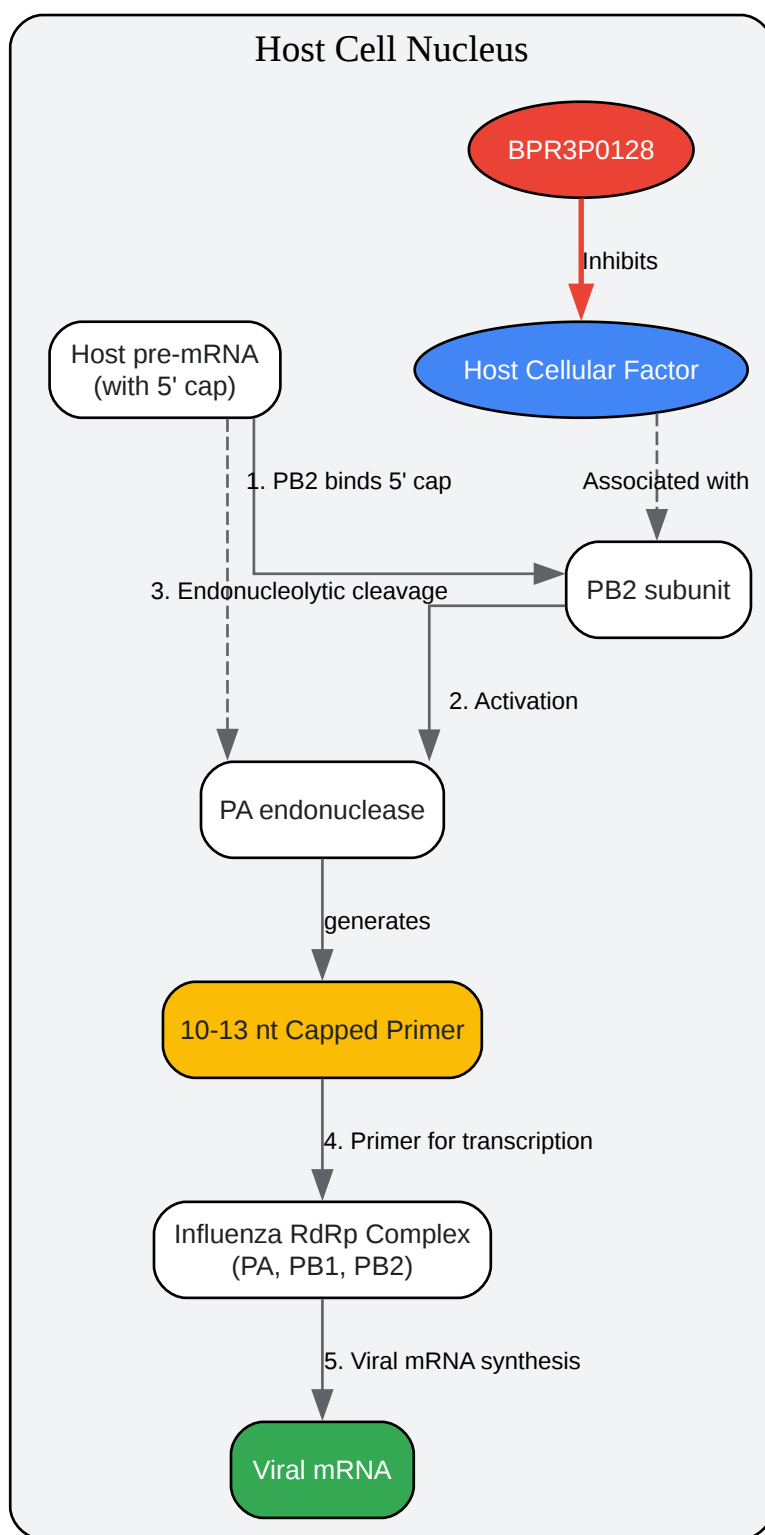 Host Cell Nucleus
BPR3P0128
Inhibits
Host pre-mRNA
(with 5' cap)
Host Cellular Factor
1. PB2 binds 5' cap
Associated with
3. Endonucleolytic cleavage
PB2 subunit
2. Activation
PA endonuclease
generates
10-13 nt Capped Primer
4. Primer for transcription
Influenza RdRp Complex
(PA, PB1, PB2)
5. Viral mRNA synthesis
Viral mRNA